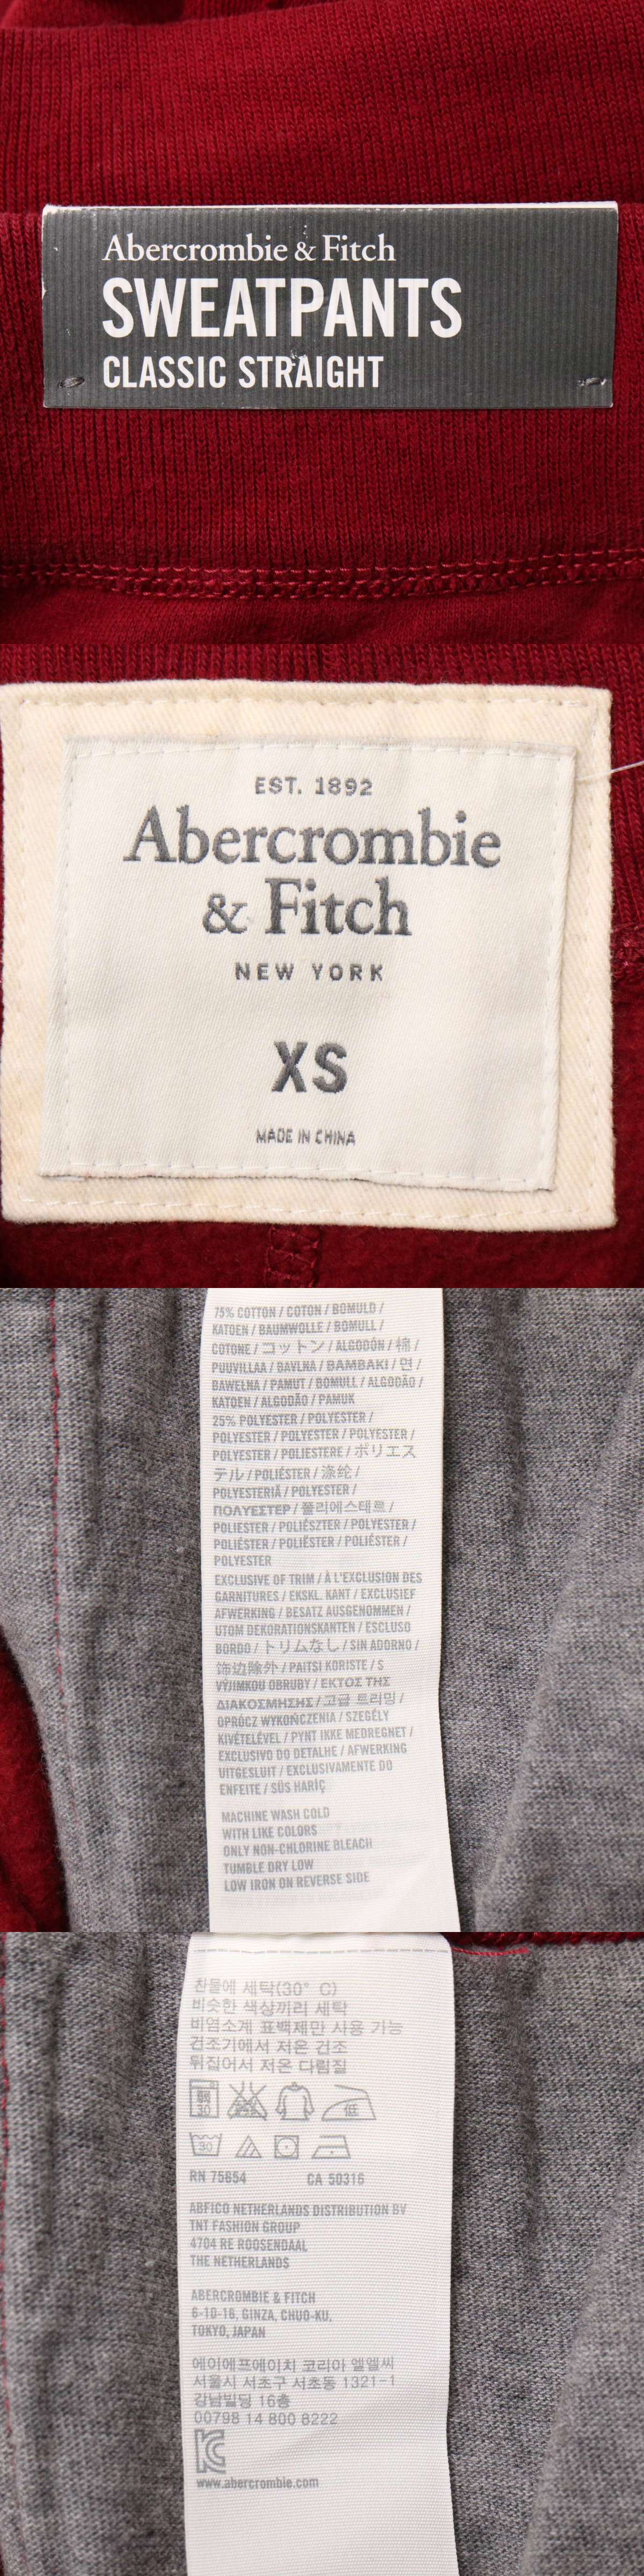 Abercrombie & Fitch
SWEATPANTS
CLASSIC STRAIGHT
EST. 1892
Abercrombie
& Fitch
NEW YORK
XS
MADE IN CHINA
75% COTTON / COTON / BOMULD /
KATOEN / BAUMWOLLE / BOMULL /
COTONE / コットン / ALGODÓN / 棉 /
PUUVILLAA / BAVLNA / ΒΑΜΒΑΚΙ / 면 /
BAWEŁNA / PAMUT / BOMULL / ALGODÃO /
KATOEN / ALGODÃO / PAMUK
25% POLYESTER / POLYESTER /
POLYESTER / POLYESTER / POLYESTER /
POLYESTER / POLIESTERE / ポリエス
テル / POLIÉSTER / 涤纶 /
POLYESTERIÄ / POLYESTER /
ΠΟΛΥΕΣΤΕΡ / 폴리에스테르 /
POLIESTER / POLIÉSZTER / POLYESTER /
POLIÉSTER / POLIËSTER / POLIÉSTER /
POLYESTER
EXCLUSIVE OF TRIM / À L'EXCLUSION DES
GARNITURES / EKSKL. KANT / EXCLUSIEF
AFWERKING / BESATZ AUSGENOMMEN /
UTOM DEKORATIONSKANTEN / ESCLUSO
BORDO / トリムなし / SIN ADORNO /
饰边除外 / PAITSI KORISTE / S
VÝJIMKOU OBRUBY / ΕΚΤΟΣ ΤΗΣ
ΔΙΑΚΟΣΜΗΣΗΣ / 고급 트리밍 /
OPRÓCZ WYKOŃCZENIA / SZEGÉLY
KIVÉTELÉVEL / PYNT IKKE MEDREGNET /
EXCLUSIVO DO DETALHE / AFWERKING
UITGESLUIT / EXCLUSIVAMENTE DO
ENFEITE / SÜS HARİÇ
MACHINE WASH COLD
WITH LIKE COLORS
ONLY NON-CHLORINE BLEACH
TUMBLE DRY LOW
LOW IRON ON REVERSE SIDE
찬물에 세탁(30° C)
비슷한 색상끼리 세탁
비염소계 표백제만 사용 가능
건조기에서 저온 건조
뒤집어서 저온 다림질
30 低
30
RN 75654 CA 50316
ABFICO NETHERLANDS DISTRIBUTION BV
TNT FASHION GROUP
4704 RE ROOSENDAAL
THE NETHERLANDS
ABERCROMBIE & FITCH
6-10-16, GINZA, CHUO-KU,
TOKYO, JAPAN
에이에프에이치 코리아 엘엘씨
서울시 서초구 서초동 1321-1
강남빌딩 16층
00798 14 800 8222
www.abercrombie.com